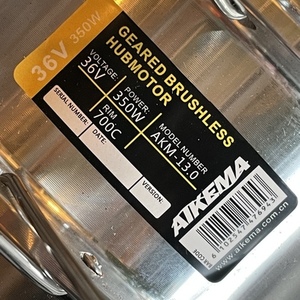 36V 350W
GEARED BRUSHLESS
HUBMOTOR
VOLTAGE: POWER: MODEL NUMBER
36V 350W AKM-130
SERIAL NUMBER: RIM DATE: VERSION:
700C
AIKEMA
www.aikema.com.cn